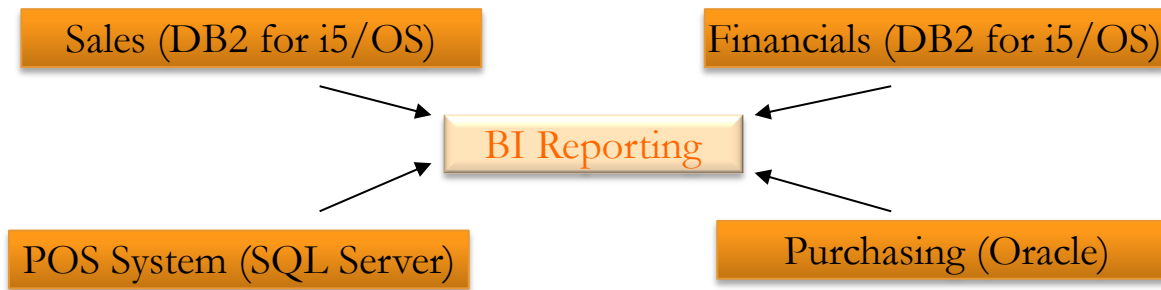 Sales (DB2 for i5/OS)
Financials (DB2 for i5/OS)
BI Reporting
POS System (SQL Server)
Purchasing (Oracle)